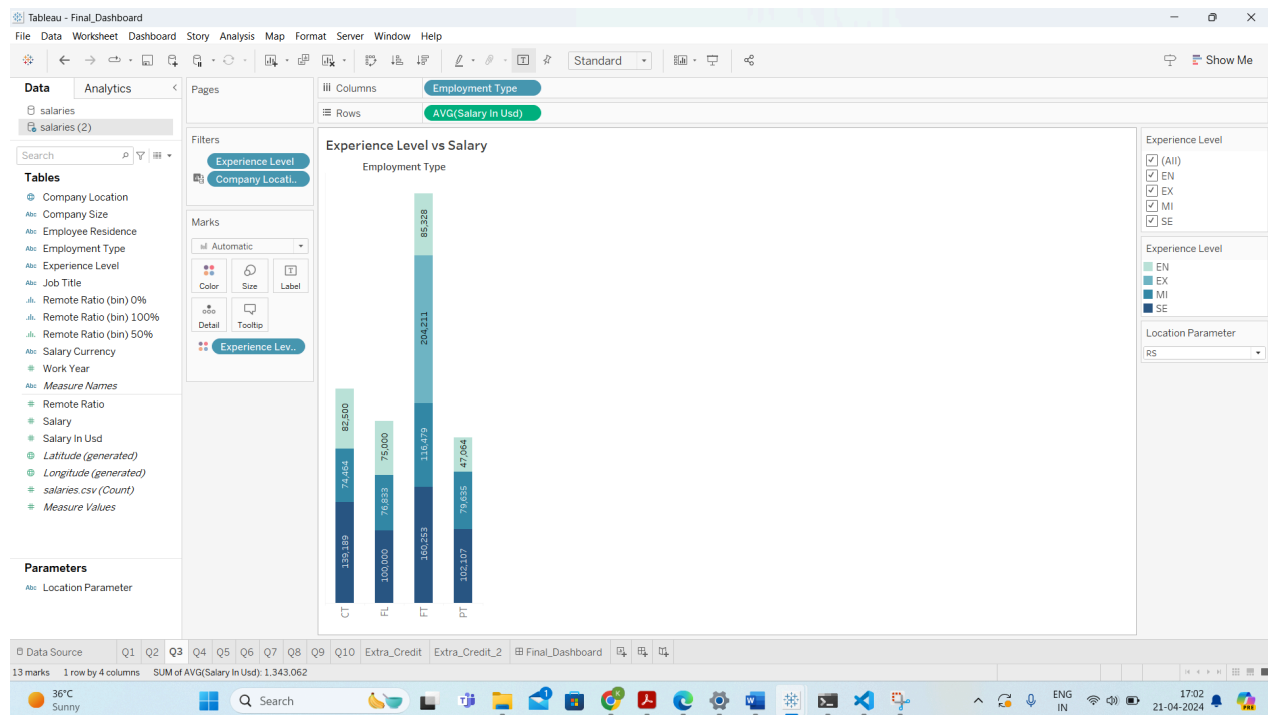 Tableau - Final_Dashboard
File Data Worksheet Dashboard Story Analysis Map Format Server Window Help
Standard
Show Me
Data Analytics
salaries
salaries (2)
Search
Tables
Company Location
Abc Company Size
Abc Employee Residence
Abc Employment Type
Abc Experience Level
Abc Job Title
Remote Ratio (bin) 0%
Remote Ratio (bin) 100%
Remote Ratio (bin) 50%
Abc Salary Currency
# Work Year
Abc Measure Names
# Remote Ratio
# Salary
# Salary In Usd
Latitude (generated)
Longitude (generated)
# salaries.csv (Count)
# Measure Values
Parameters
Abc Location Parameter
Pages
Filters
Experience Level
Company Locati..
Marks
Automatic
Color Size Label
Detail Tooltip
Experience Lev..
Columns Employment Type
Rows AVG(Salary In Usd)
Experience Level vs Salary
Employment Type
82,500
74,464
139,189
75,000
76,833
100,000
85,328
204,211
116,479
160,253
47,064
79,635
102,107
CT FL FT PT
Experience Level
(All)
EN
EX
MI
SE
Experience Level
EN
EX
MI
SE
Location Parameter
RS
Data Source Q1 Q2 Q3 Q4 Q5 Q6 Q7 Q8 Q9 Q10 Extra_Credit Extra_Credit_2 Final_Dashboard
13 marks 1 row by 4 columns SUM of AVG(Salary In Usd): 1,343,062
36°C
Sunny
Search
1
ENG
IN
17:02
21-04-2024